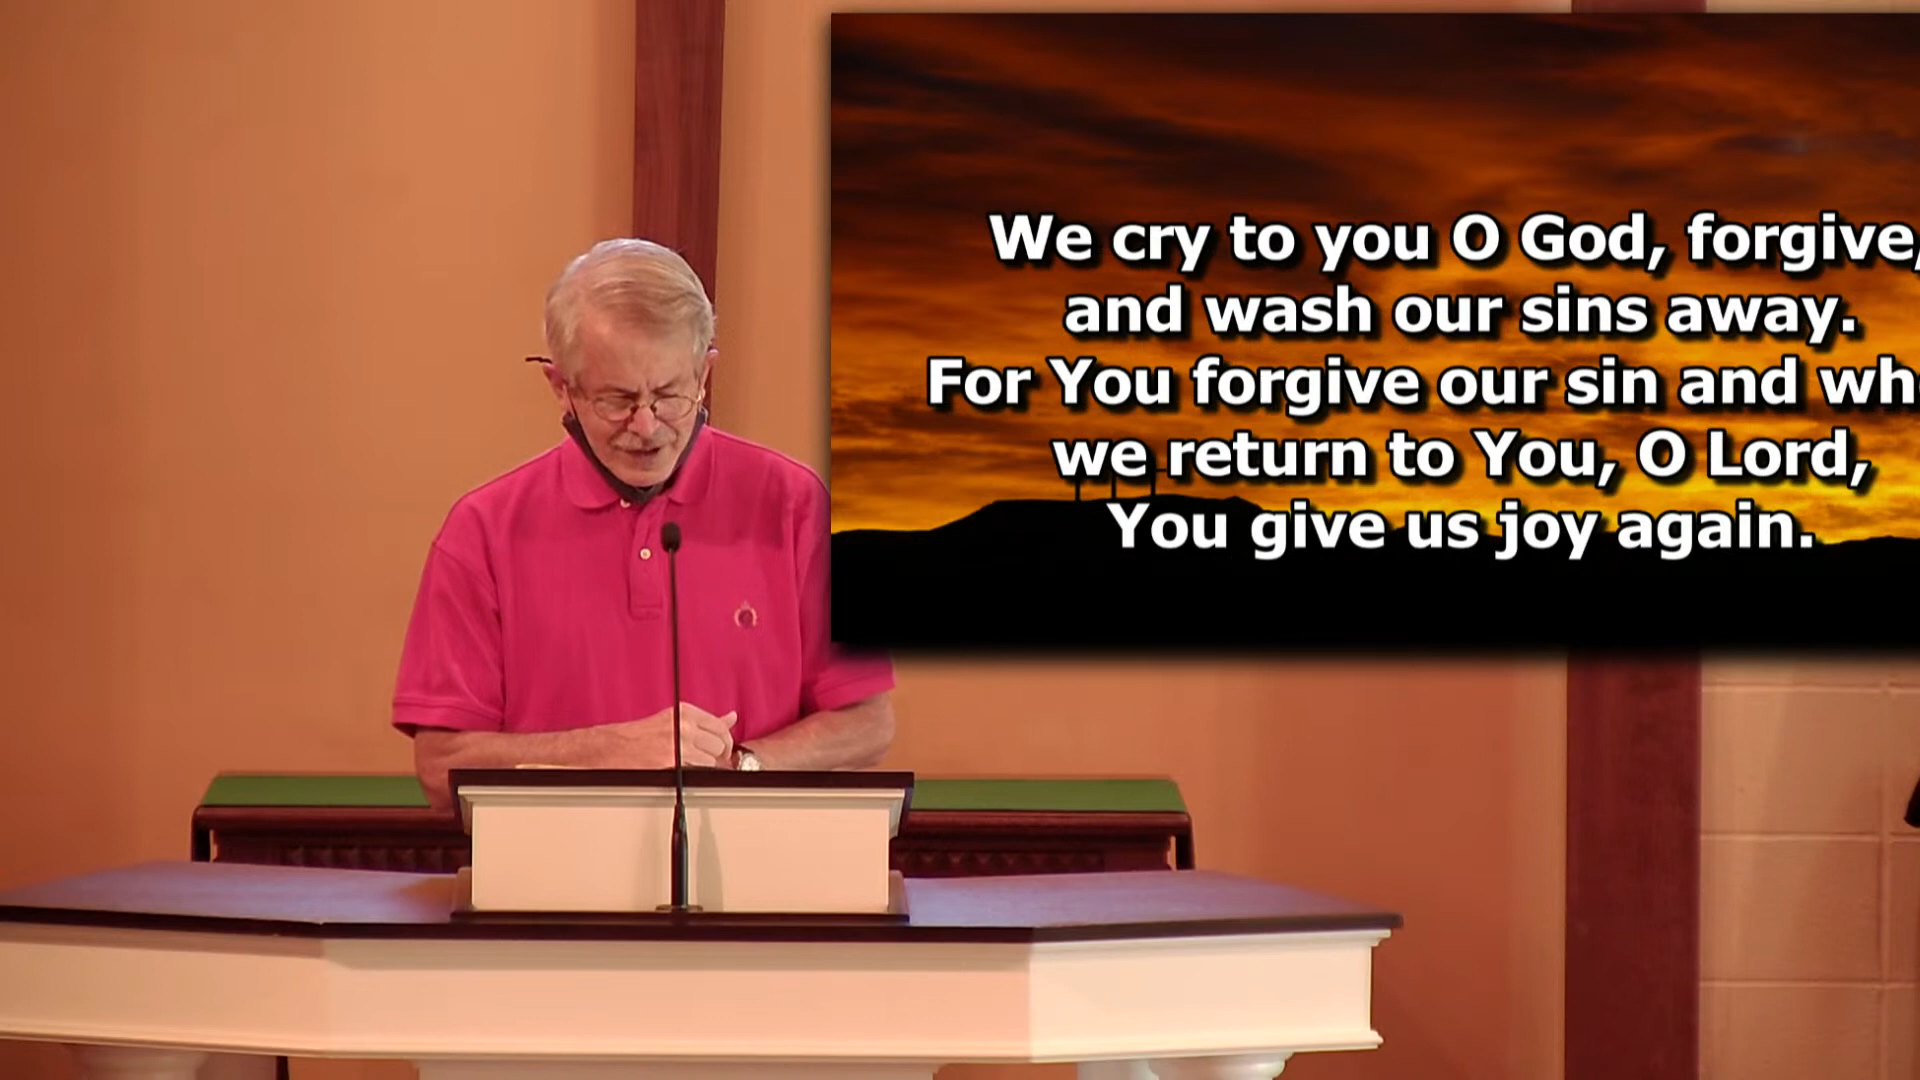 We cry to you O God, forgive,
and wash our sins away.
For You forgive our sin and
we return to You, O Lord,
You give us joy again.